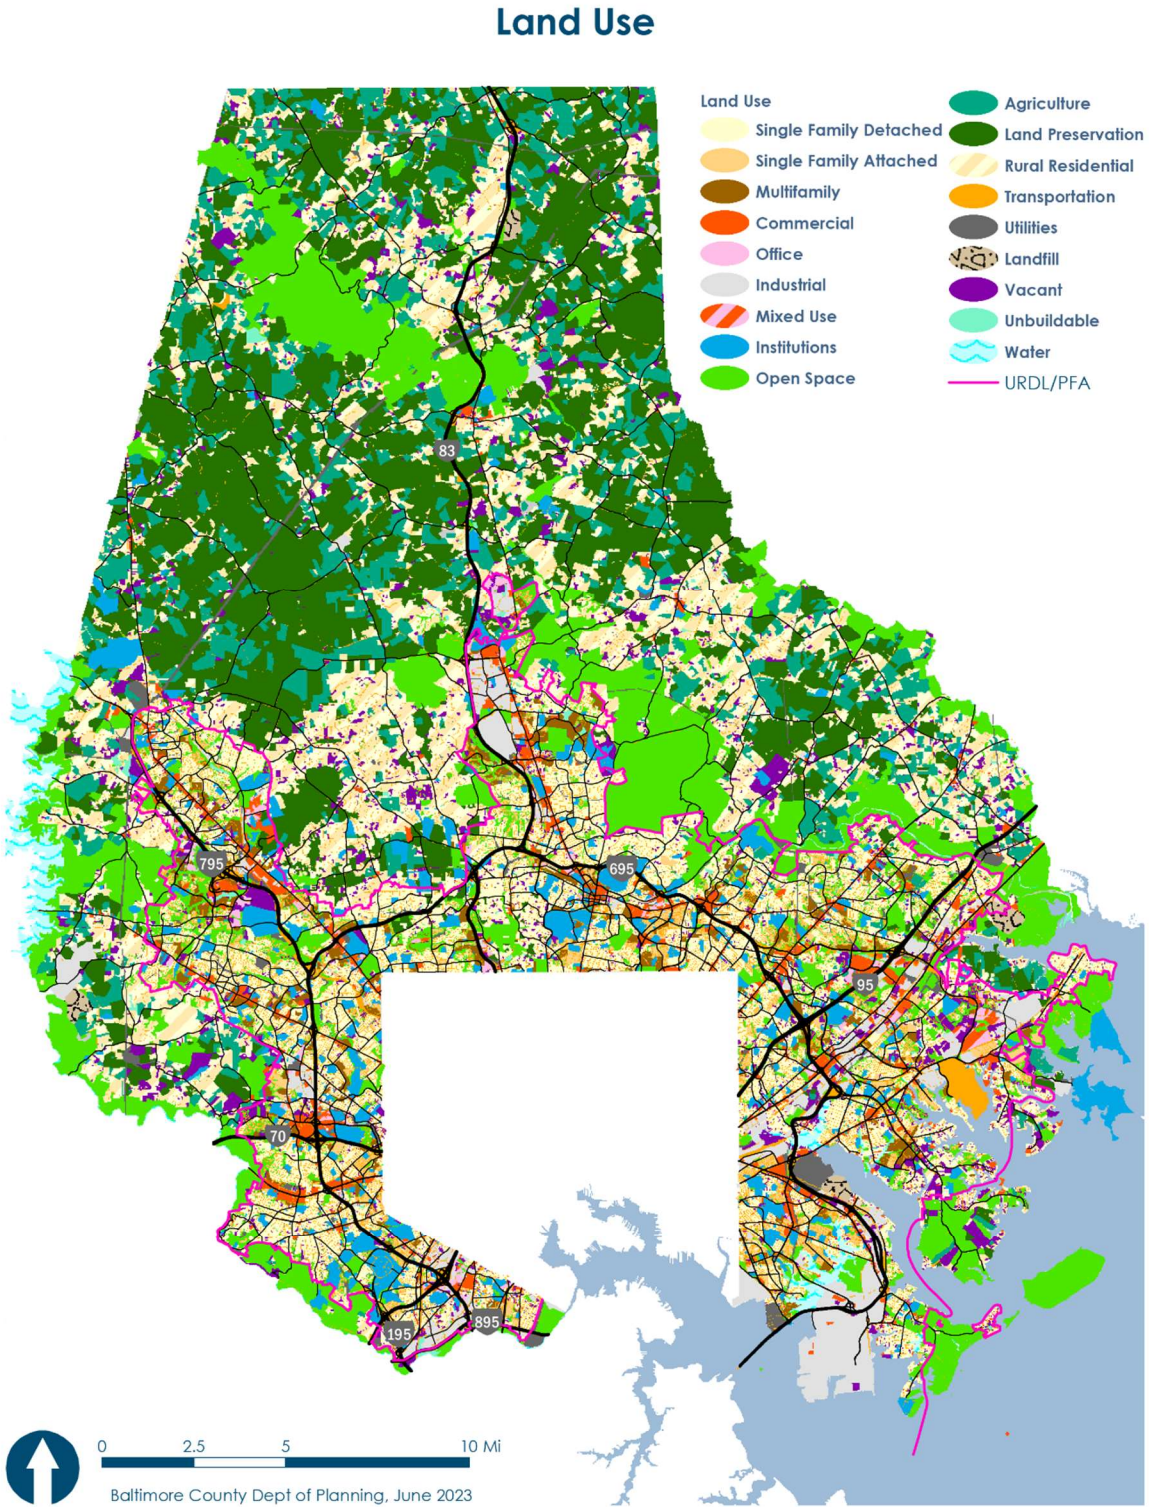 Land Use
Land Use
Single Family Detached
Single Family Attached
Multifamily
Commercial
Office
Industrial
Mixed Use
Institutions
Open Space
Agriculture
Land Preservation
Rural Residential
Transportation
Utilities
Landfill
Vacant
Unbuildable
Water
URDL/PFA
83
795
695
95
70
895
195
0 2.5 5 10 Mi
Baltimore County Dept of Planning, June 2023